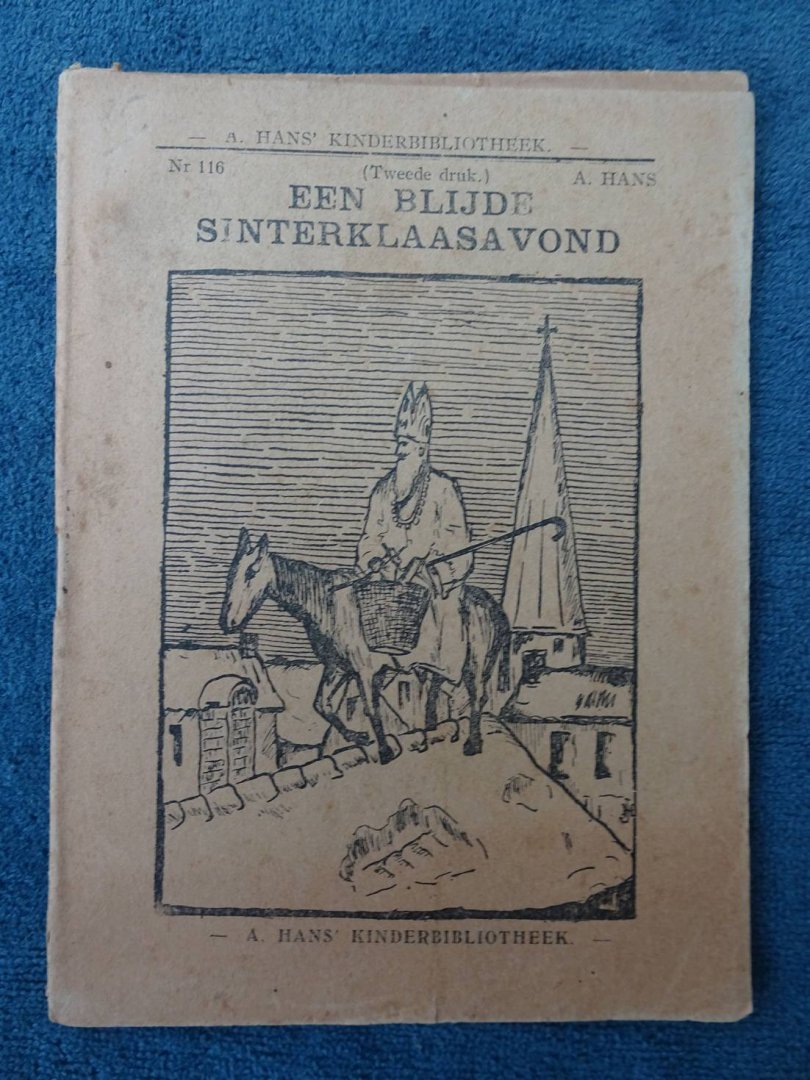 — A. HANS' KINDERBIBLIOTHEEK. —
Nr 116 (Tweede druk.) A. HANS
EEN BLIJDE
SINTERKLAASAVOND
— A. HANS' KINDERBIBLIOTHEEK. —